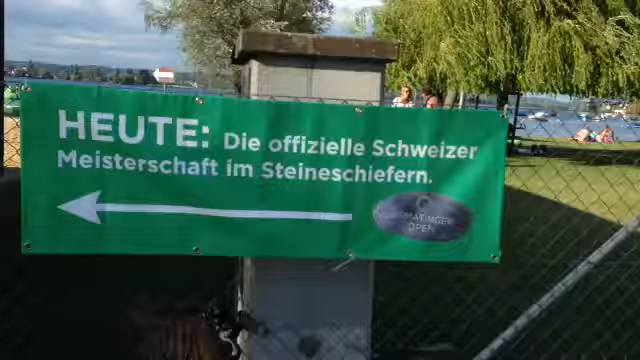 HEUTE: Die offizielle Schweizer
Meisterschaft im Steineschiefern.
OPEN